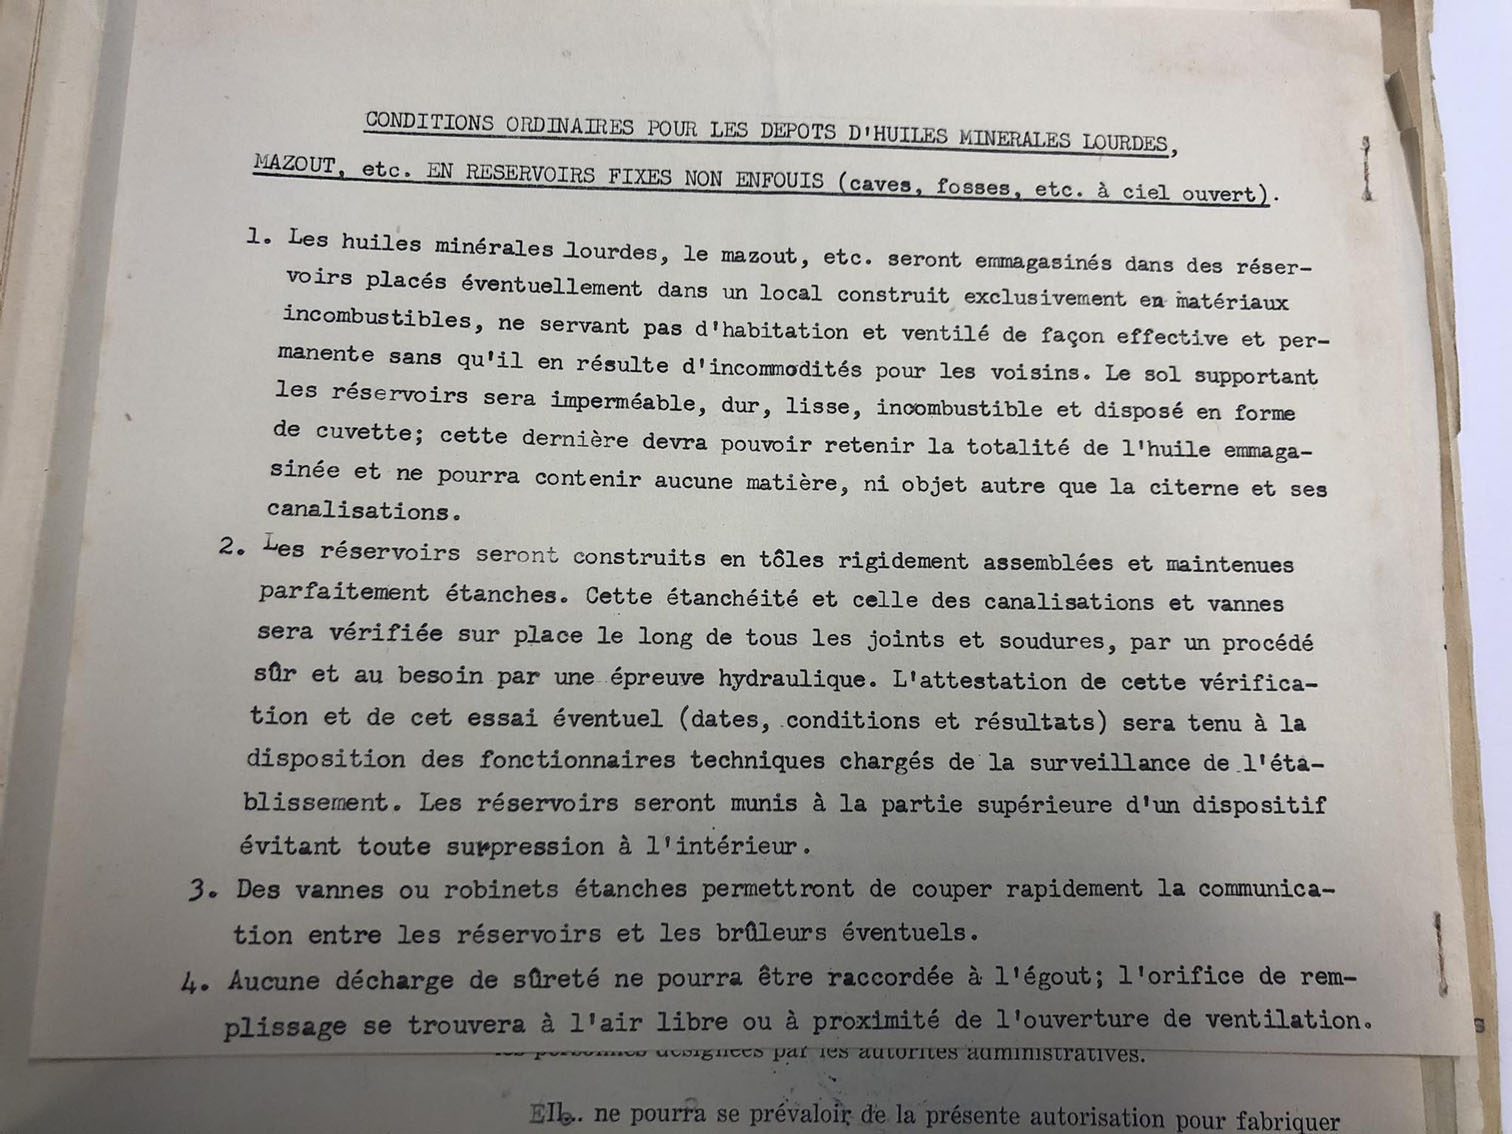 CONDITIONS ORDINAIRES POUR LES DEPOTS D'HUILES MINERALES LOURDES,
MAZOUT, etc. EN RESERVOIRS FIXES NON ENFOUIS (caves, fosses, etc. à ciel ouvert).
1. Les huiles minérales lourdes, le mazout, etc. seront emmagasinés dans des réser-
voirs placés éventuellement dans un local construit exclusivement en matériaux
incombustibles, ne servant pas d'habitation et ventilé de façon effective et per-
manente sans qu'il en résulte d'incommodités pour les voisins. Le sol supportant
les réservoirs sera imperméable, dur, lisse, incombustible et disposé en forme
de cuvette; cette dernière devra pouvoir retenir la totalité de l'huile emmaga-
sinée et ne pourra contenir aucune matière, ni objet autre que la citerne et ses
canalisations.
2. Les réservoirs seront construits en tôles rigidement assemblées et maintenues
parfaitement étanches. Cette étanchéité et celle des canalisations et vannes
sera vérifiée sur place le long de tous les joints et soudures, par un procédé
sûr et au besoin par une épreuve hydraulique. L'attestation de cette vérifica-
tion et de cet essai éventuel (dates, conditions et résultats) sera tenu à la
disposition des fonctionnaires techniques chargés de la surveillance de l'éta-
blissement. Les réservoirs seront munis à la partie supérieure d'un dispositif
évitant toute surpression à l'intérieur.
3. Des vannes ou robinets étanches permettront de couper rapidement la communica-
tion entre les réservoirs et les brûleurs éventuels.
4. Aucune décharge de sûreté ne pourra être raccordée à l'égout; l'orifice de rem-
plissage se trouvera à l'air libre ou à proximité de l'ouverture de ventilation.
les personnes désignées par les autorités administratives.
ne pourra se prévaloir de la présente autorisation pour fabriquer